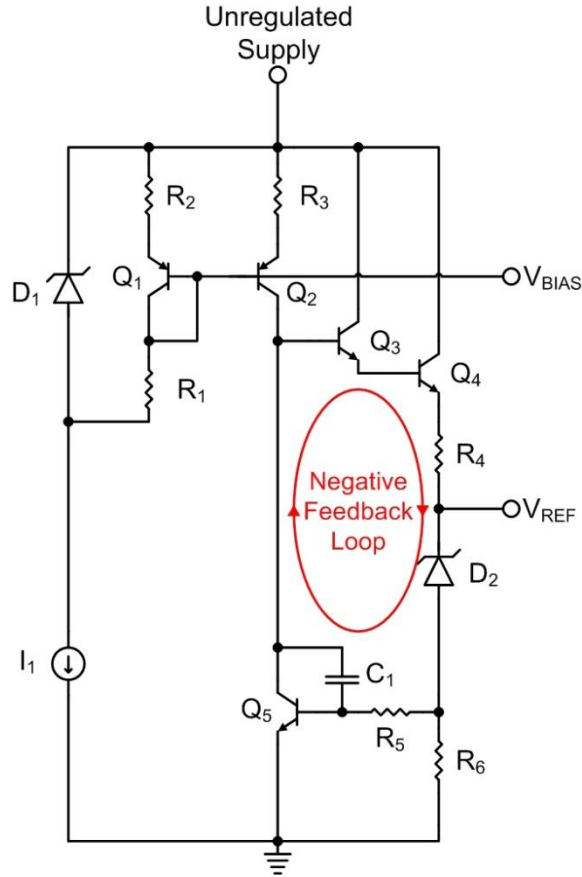 Unregulated
Supply
R2
R3
Q1
Q2
VBIAS
D1
Q3
R1
Q4
R4
Negative
Feedback
Loop
VREF
D2
I1
C1
Q5
R5
R6